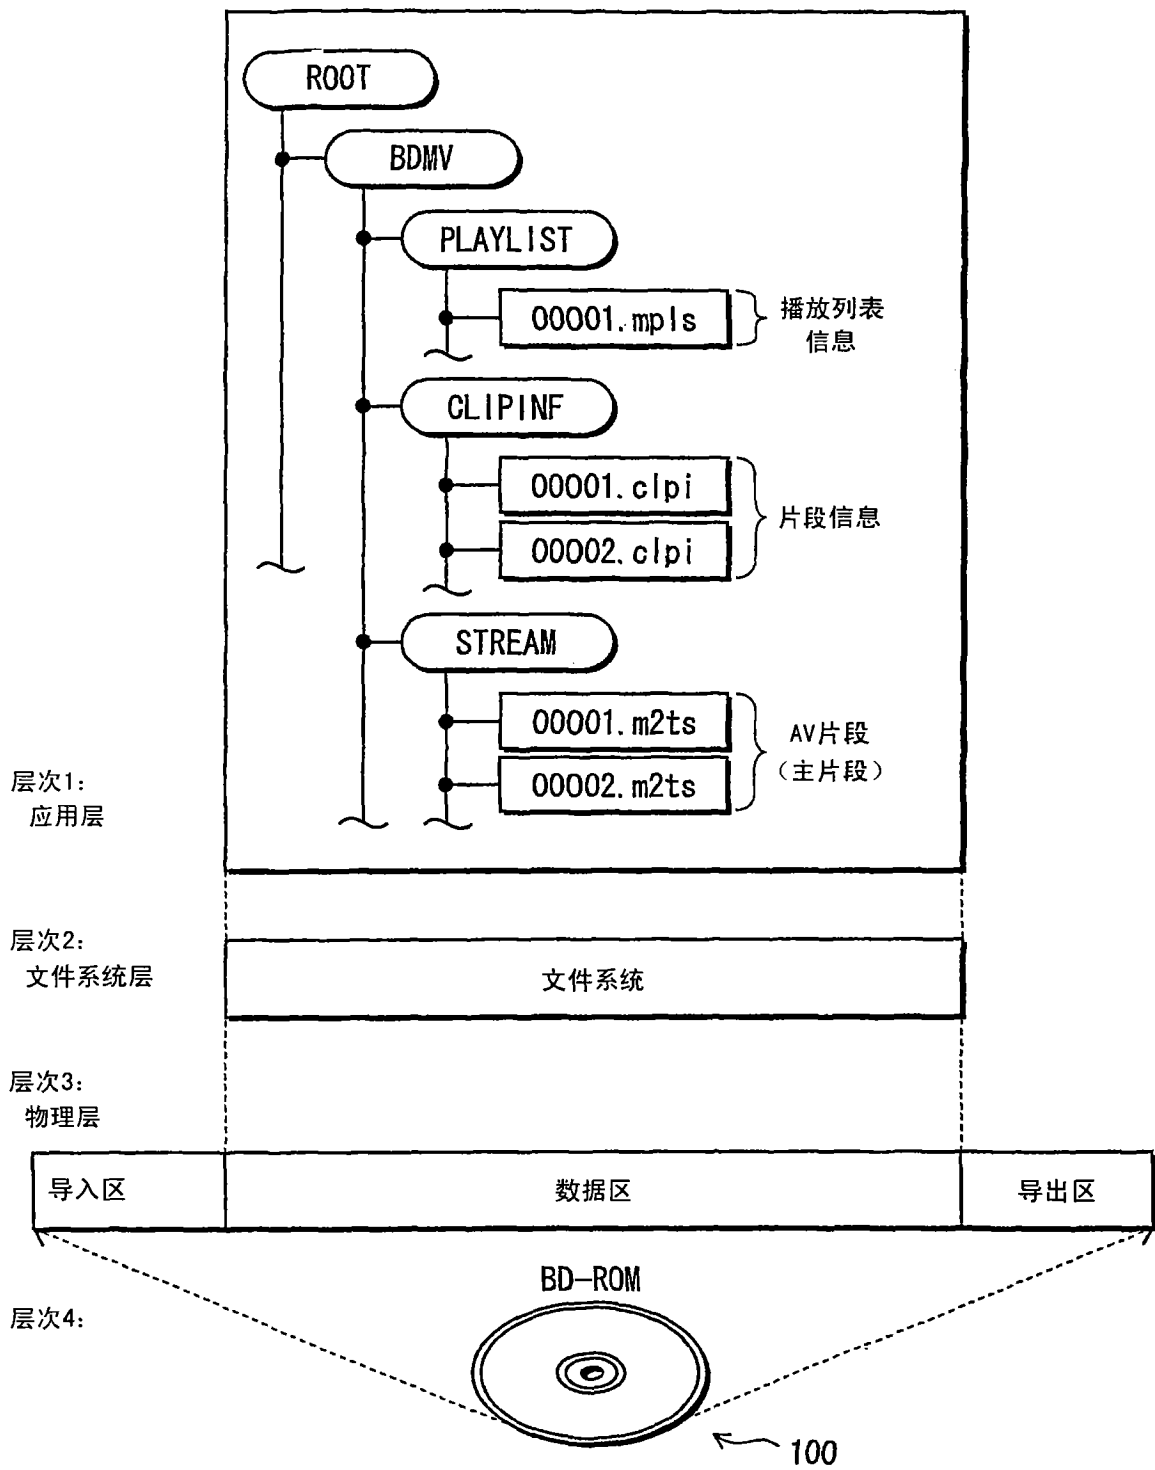 ROOT
BDMV
PLAYLIST
00001.mpls
播放列表
信息
CLIPINF
00001.clpi
00002.clpi
片段信息
STREAM
00001.m2ts
00002.m2ts
AV片段
（主片段）
层次1:
应用层
层次2:
文件系统层
文件系统
层次3:
物理层
导入区
数据区
导出区
BD-ROM
层次4:
100